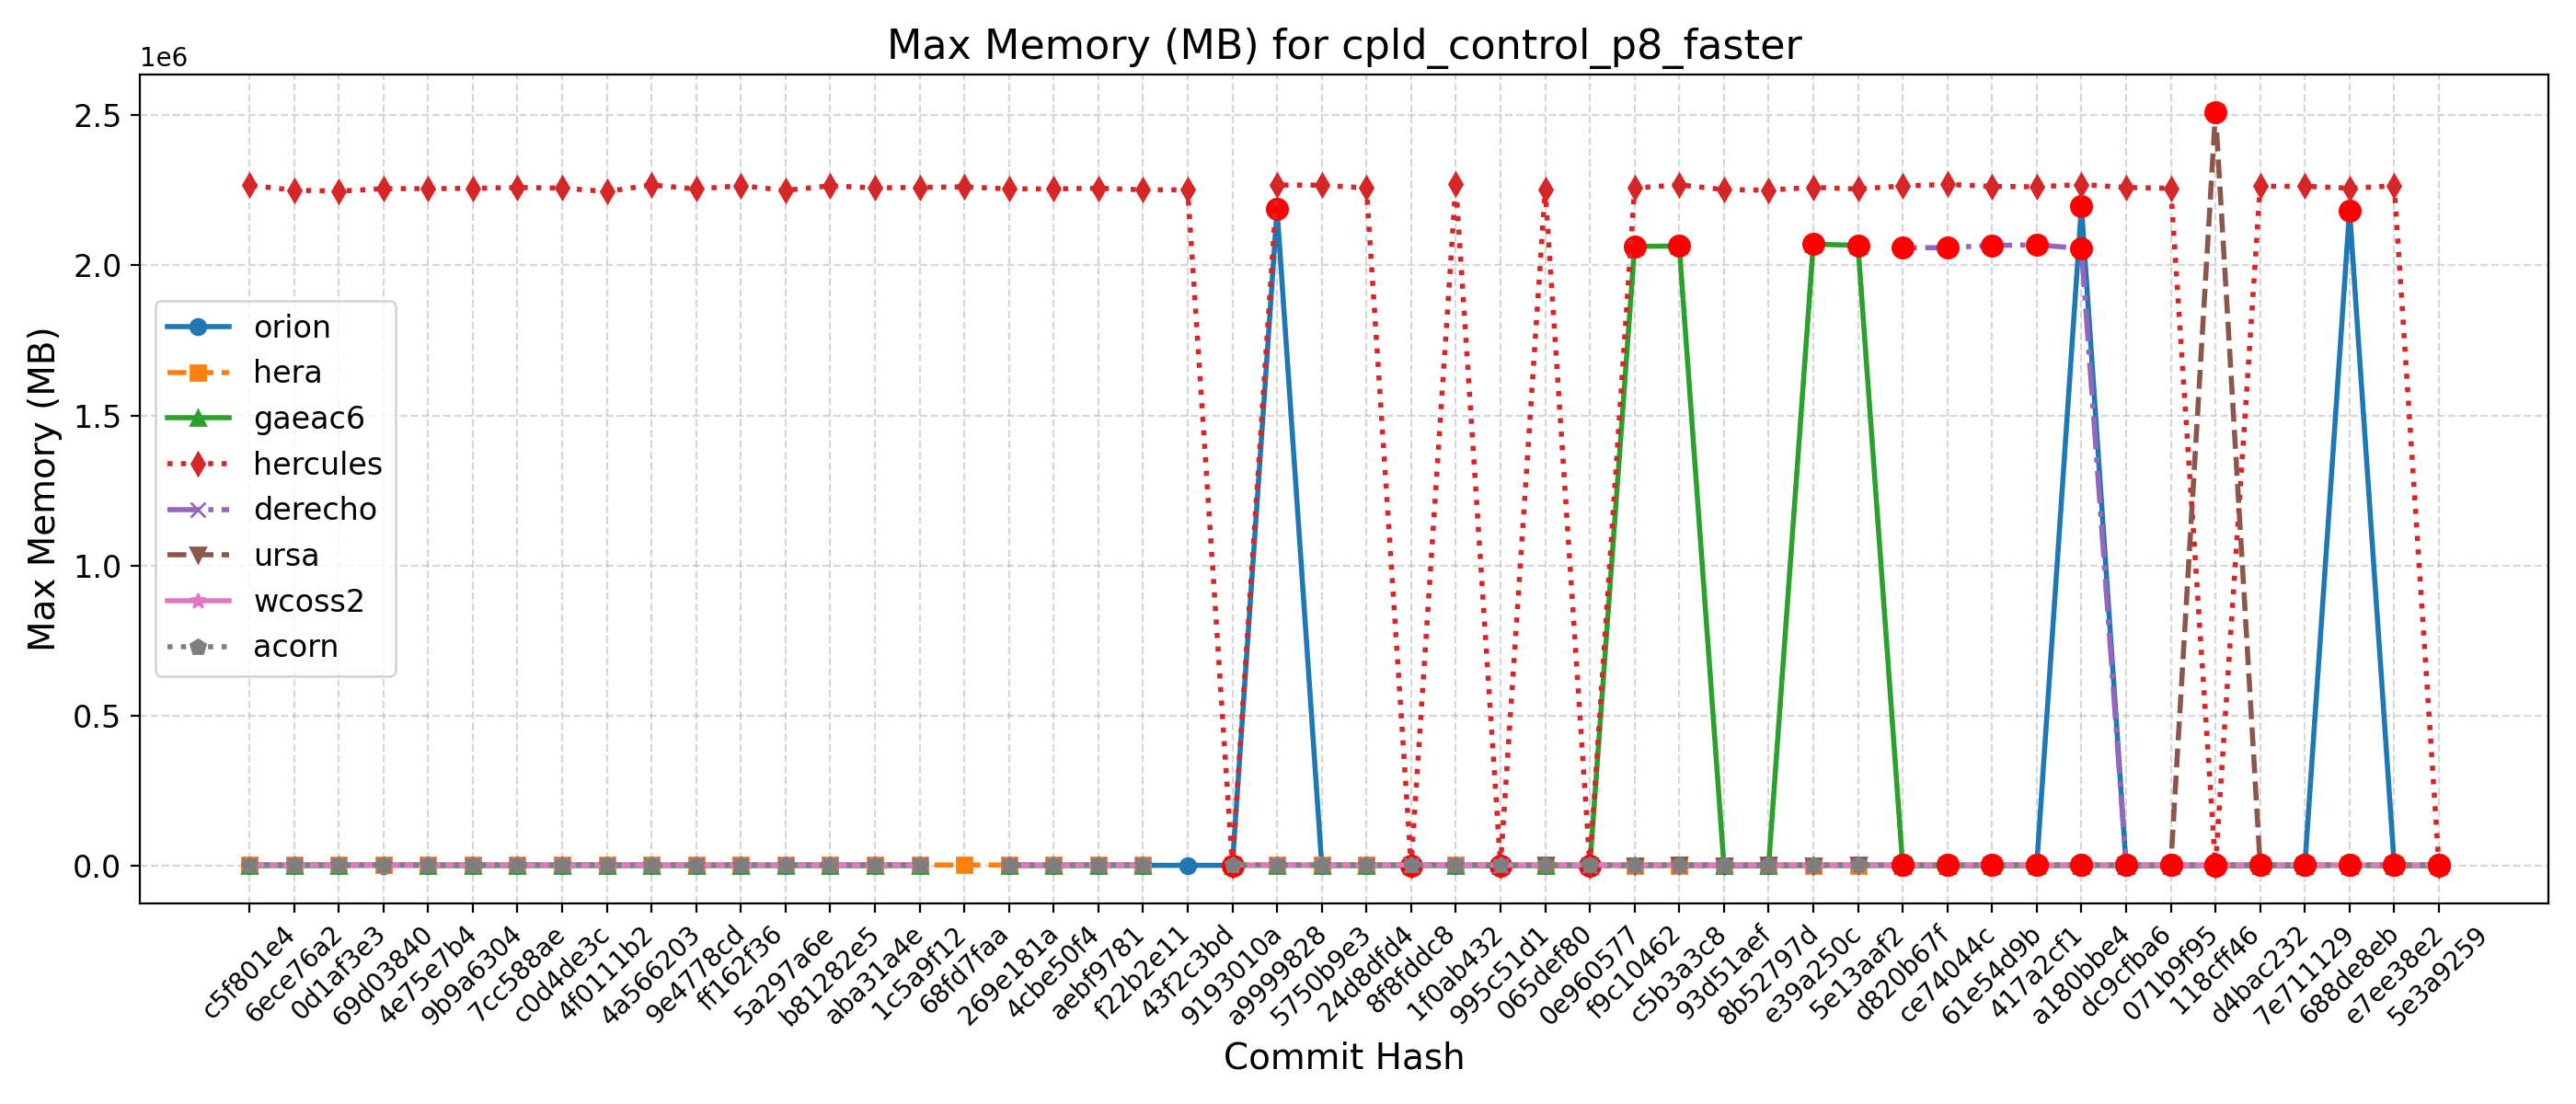 Max Memory (MB) for cpld_control_p8_faster
1e6
2.5
2.0
1.5
1.0
0.5
0.0
Max Memory (MB)
orion
hera
gaeac6
hercules
derecho
ursa
wcoss2
acorn
c5f801e4
6ece76a2
0d1af3e3
69d03840
4e75e7b4
9b9a6304
7cc588ae
c0d4de3c
4f0111b2
4a566203
9e4778cd
ff162f36
5a297a6e
b81282e5
aba31a4e
1c5a9f12
68fd7faa
269e181a
4cbe50f4
aebf9781
f22b2e11
43f2c3bd
9193010a
a9999828
5750b9e3
24d8dfd4
8f8fddc8
1f0ab432
995c51d1
065def80
0e960577
f9c10462
c5b3a3c8
93d51aef
8b52797d
e39a250c
5e13aaf2
d820b67f
ce74044c
61e54d9b
417a2cf1
a180bbe4
dc9cfba6
071b9f95
118cff46
d4bac232
7e711129
688de8eb
e7ee38e2
5e3a9259
Commit Hash